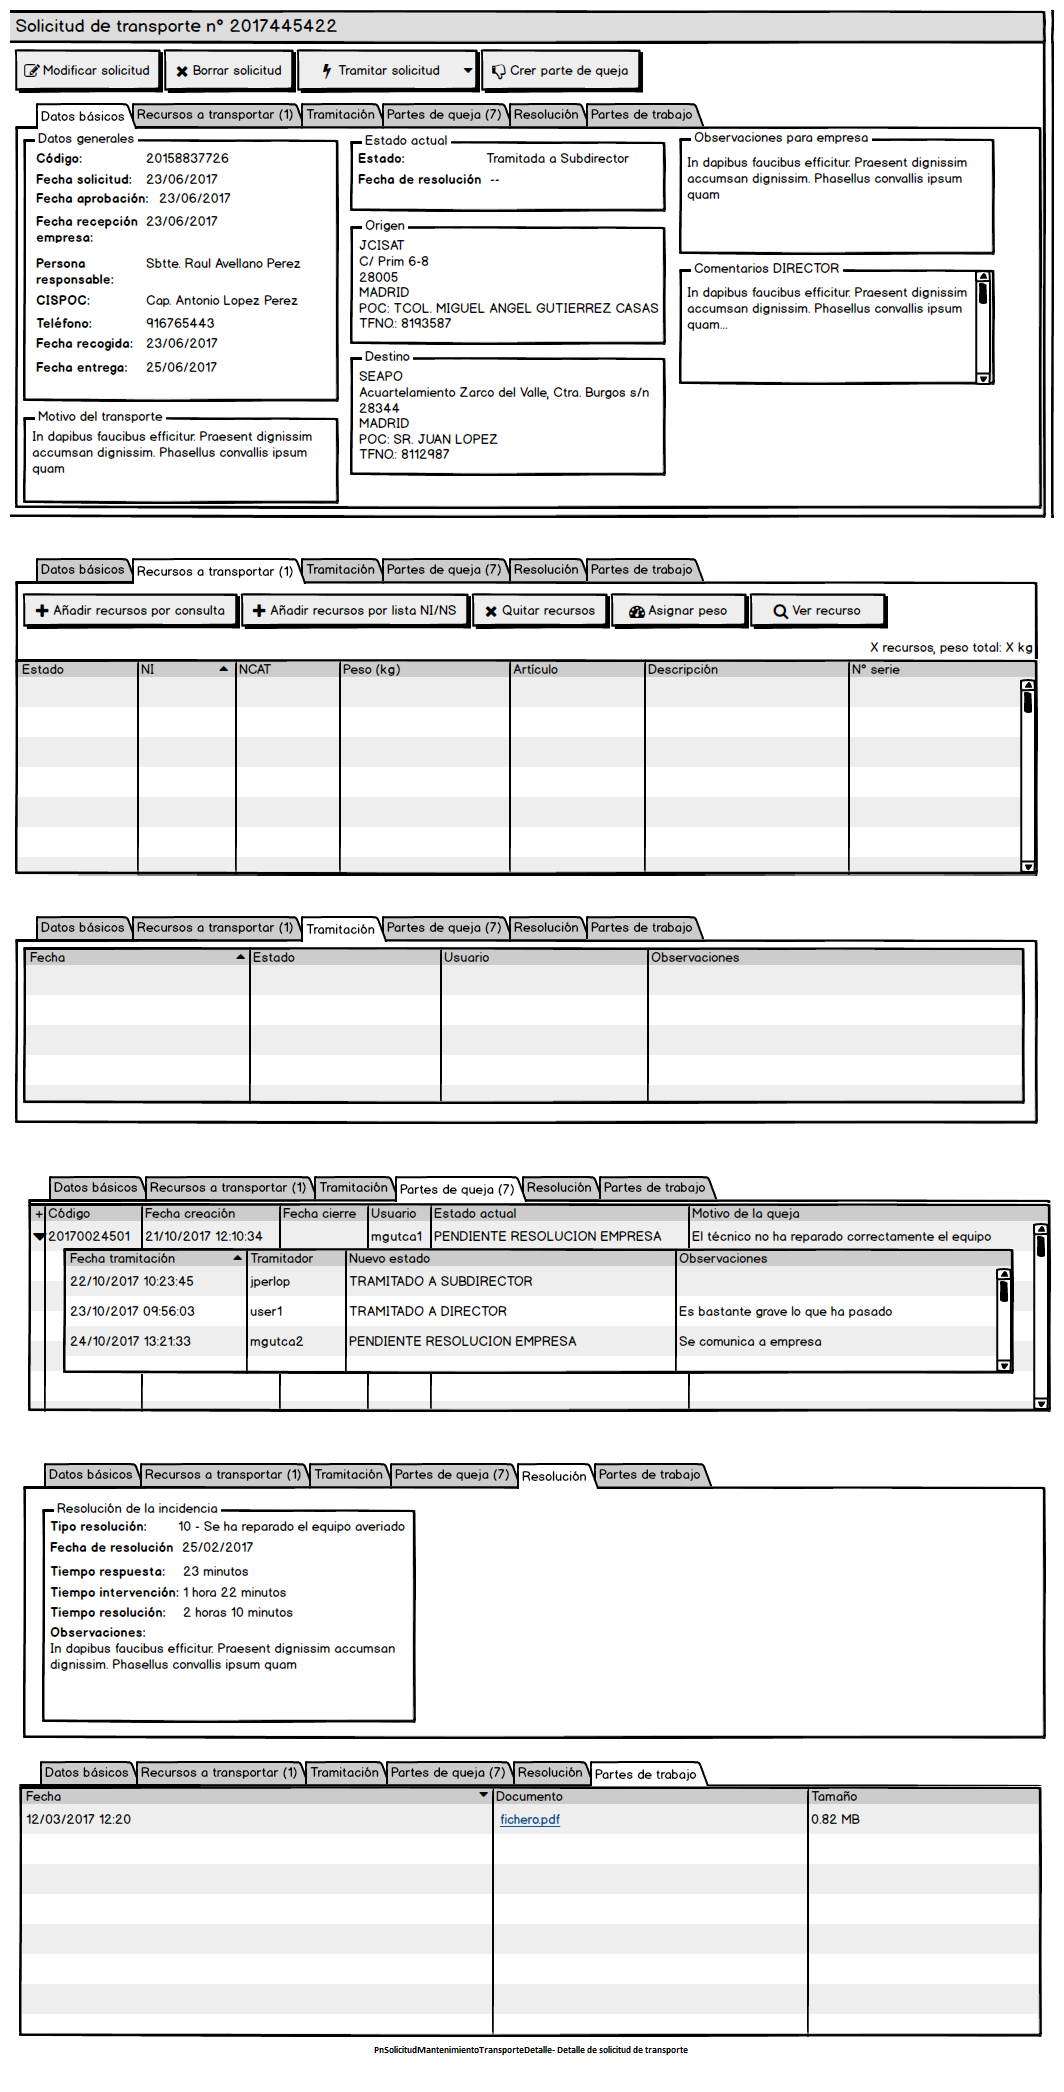 Solicitud de transporte nº 2017445422
Modificar solicitud
Borrar solicitud
Tramitar solicitud
Crer parte de queja
Datos básicos
Recursos a transportar (1)
Tramitación
Partes de queja (7)
Resolución
Partes de trabajo
Datos generales
Código: 20158837726
Fecha solicitud: 23/06/2017
Fecha aprobación: 23/06/2017
Fecha recepción 23/06/2017
empresa:
Persona Sbtte. Raul Avellano Perez
responsable:
CISPOC: Cap. Antonio Lopez Perez
Teléfono: 916765443
Fecha recogida: 23/06/2017
Fecha entrega: 25/06/2017
Motivo del transporte
In dapibus faucibus efficitur. Praesent dignissim
accumsan dignissim. Phasellus convallis ipsum
quam
Estado actual
Estado: Tramitada a Subdirector
Fecha de resolución --
Origen
JCISAT
C/ Prim 6-8
28005
MADRID
POC: TCOL. MIGUEL ANGEL GUTIERREZ CASAS
TFNO.: 8193587
Destino
SEAPO
Acuartelamiento Zarco del Valle, Ctra. Burgos s/n
28344
MADRID
POC: SR. JUAN LOPEZ
TFNO.: 8112987
Observaciones para empresa
In dapibus faucibus efficitur. Praesent dignissim
accumsan dignissim. Phasellus convallis ipsum
quam
Comentarios DIRECTOR
In dapibus faucibus efficitur. Praesent dignissim
accumsan dignissim. Phasellus convallis ipsum
quam...
Datos básicos
Recursos a transportar (1)
Tramitación
Partes de queja (7)
Resolución
Partes de trabajo
Añadir recursos por consulta
Añadir recursos por lista NI/NS
Quitar recursos
Asignar peso
Ver recurso
X recursos, peso total: X kg
Estado NI NCAT Peso (kg) Artículo Descripción Nº serie
Datos básicos
Recursos a transportar (1)
Tramitación
Partes de queja (7)
Resolución
Partes de trabajo
Fecha Estado Usuario Observaciones
Datos básicos
Recursos a transportar (1)
Tramitación
Partes de queja (7)
Resolución
Partes de trabajo
+ Código Fecha creación Fecha cierre Usuario Estado actual Motivo de la queja
20170024501 21/10/2017 12:10:34 mgutca1 PENDIENTE RESOLUCION EMPRESA El técnico no ha reparado correctamente el equipo
Fecha tramitación Tramitador Nuevo estado Observaciones
22/10/2017 10:23:45 jperlop TRAMITADO A SUBDIRECTOR
23/10/2017 09:56:03 user1 TRAMITADO A DIRECTOR Es bastante grave lo que ha pasado
24/10/2017 13:21:33 mgutca2 PENDIENTE RESOLUCION EMPRESA Se comunica a empresa
Datos básicos
Recursos a transportar (1)
Tramitación
Partes de queja (7)
Resolución
Partes de trabajo
Resolución de la incidencia
Tipo resolución: 10 - Se ha reparado el equipo averiado
Fecha de resolución 25/02/2017
Tiempo respuesta: 23 minutos
Tiempo intervención: 1 hora 22 minutos
Tiempo resolución: 2 horas 10 minutos
Observaciones:
In dapibus faucibus efficitur. Praesent dignissim accumsan
dignissim. Phasellus convallis ipsum quam
Datos básicos
Recursos a transportar (1)
Tramitación
Partes de queja (7)
Resolución
Partes de trabajo
Fecha Documento Tamaño
12/03/2017 12:20 fichero.pdf 0.82 MB
PnSolicitudMantenimientoTransporteDetalle- Detalle de solicitud de transporte